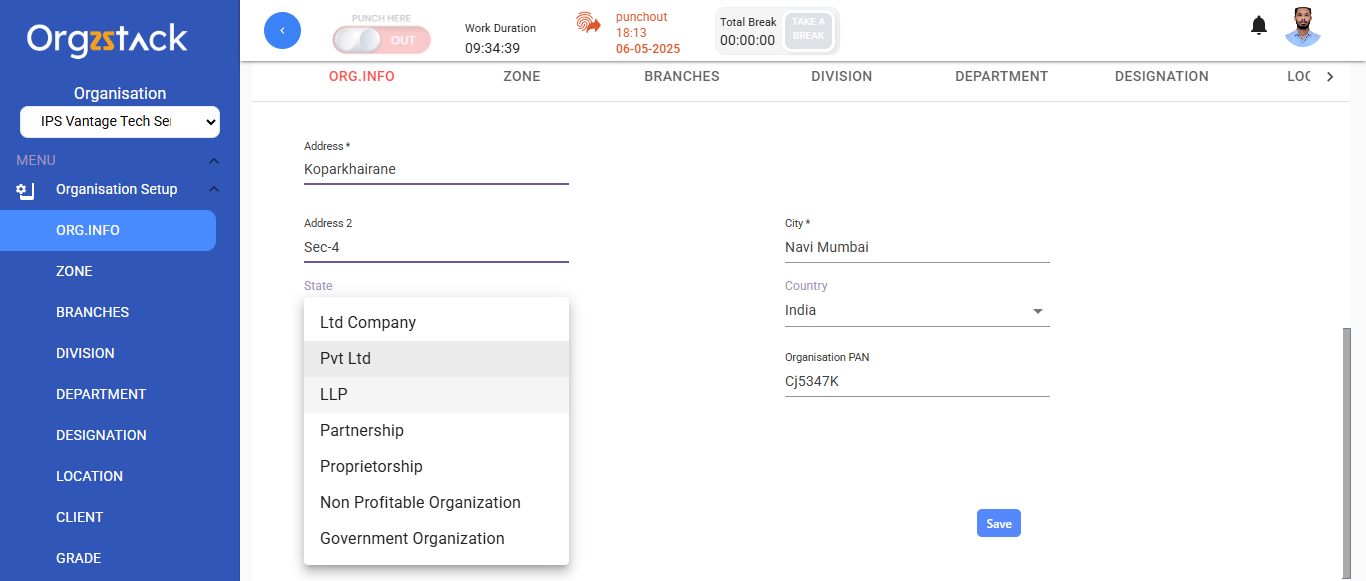 Orgzstack
Organisation
IPS Vantage Tech Ser
MENU
Organisation Setup
ORG.INFO
ZONE
BRANCHES
DIVISION
DEPARTMENT
DESIGNATION
LOCATION
CLIENT
GRADE
PUNCH HERE
OUT
Work Duration
09:34:39
punchout
18:13
06-05-2025
Total Break
00:00:00
TAKE A
BREAK
ORG.INFO ZONE BRANCHES DIVISION DEPARTMENT DESIGNATION LOC
Address *
Koparkhairane
Address 2
Sec-4
City *
Navi Mumbai
State
Country
India
Ltd Company
Pvt Ltd
LLP
Partnership
Proprietorship
Non Profitable Organization
Government Organization
Organisation PAN
Cj5347K
Save